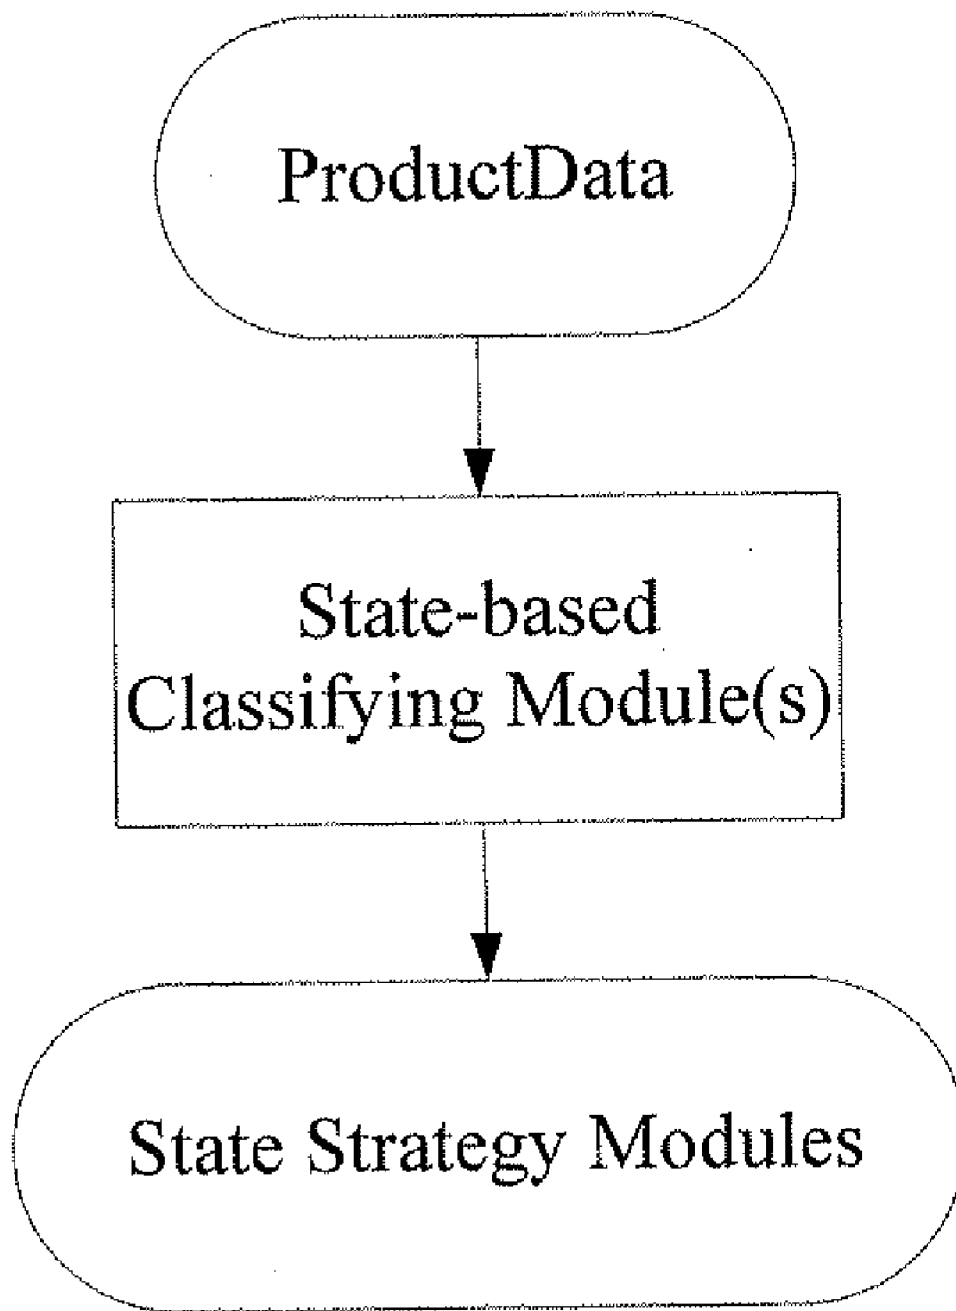 ProductData
State-based
Classifying Module(s)
State Strategy Modules